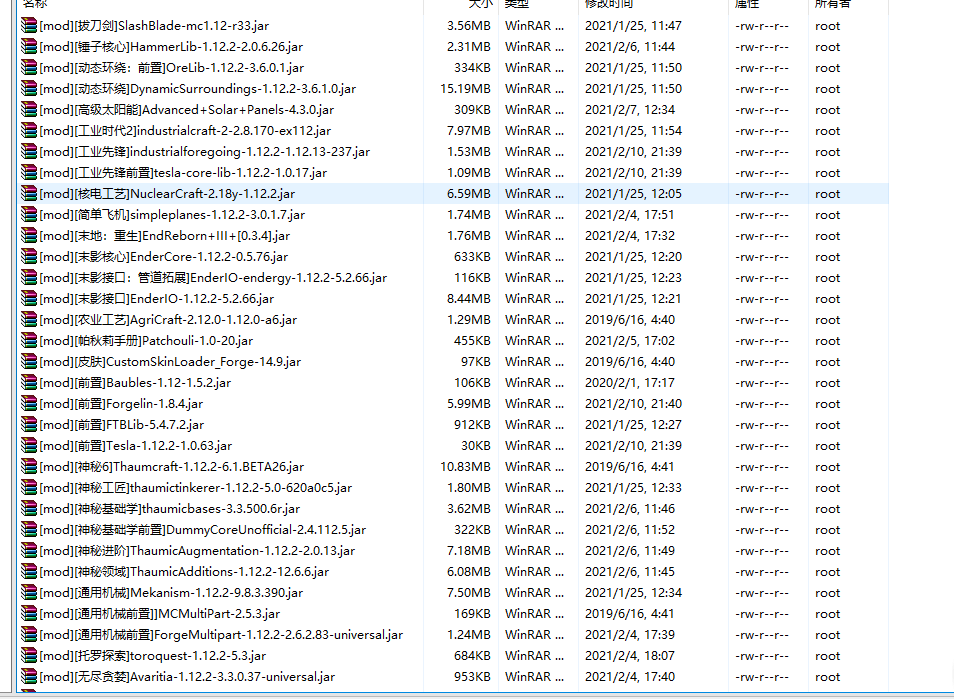 名称 大小 类型 修改时间 属性 所有者
[mod][拔刀剑]SlashBlade-mc1.12-r33.jar 3.56MB WinRAR ... 2021/1/25, 11:47 -rw-r--r-- root
[mod][锤子核心]HammerLib-1.12.2-2.0.6.26.jar 2.31MB WinRAR ... 2021/2/6, 11:44 -rw-r--r-- root
[mod][动态环绕：前置]OreLib-1.12.2-3.6.0.1.jar 334KB WinRAR ... 2021/1/25, 11:50 -rw-r--r-- root
[mod][动态环绕]DynamicSurroundings-1.12.2-3.6.1.0.jar 15.19MB WinRAR ... 2021/1/25, 11:50 -rw-r--r-- root
[mod][高级太阳能]Advanced+Solar+Panels-4.3.0.jar 309KB WinRAR ... 2021/2/7, 12:34 -rw-r--r-- root
[mod][工业时代2]industrialcraft-2-2.8.170-ex112.jar 7.97MB WinRAR ... 2021/1/25, 11:54 -rw-r--r-- root
[mod][工业先锋]industrialforegoing-1.12.2-1.12.13-237.jar 1.53MB WinRAR ... 2021/2/10, 21:39 -rw-r--r-- root
[mod][工业先锋前置]tesla-core-lib-1.12.2-1.0.17.jar 1.09MB WinRAR ... 2021/2/10, 21:39 -rw-r--r-- root
[mod][核电工艺]NuclearCraft-2.18y-1.12.2.jar 6.59MB WinRAR ... 2021/1/25, 12:05 -rw-r--r-- root
[mod][简单飞机]simpleplanes-1.12.2-3.0.1.7.jar 1.74MB WinRAR ... 2021/2/4, 17:51 -rw-r--r-- root
[mod][末地：重生]EndReborn+III+[0.3.4].jar 1.76MB WinRAR ... 2021/2/4, 17:32 -rw-r--r-- root
[mod][末影核心]EnderCore-1.12.2-0.5.76.jar 633KB WinRAR ... 2021/1/25, 12:20 -rw-r--r-- root
[mod][末影接口：管道拓展]EnderIO-endergy-1.12.2-5.2.66.jar 116KB WinRAR ... 2021/1/25, 12:23 -rw-r--r-- root
[mod][末影接口]EnderIO-1.12.2-5.2.66.jar 8.44MB WinRAR ... 2021/1/25, 12:21 -rw-r--r-- root
[mod][农业工艺]AgriCraft-2.12.0-1.12.0-a6.jar 1.29MB WinRAR ... 2019/6/16, 4:40 -rw-r--r-- root
[mod][帕秋莉手册]Patchouli-1.0-20.jar 455KB WinRAR ... 2021/2/5, 17:02 -rw-r--r-- root
[mod][皮肤]CustomSkinLoader_Forge-14.9.jar 97KB WinRAR ... 2019/6/16, 4:40 -rw-r--r-- root
[mod][前置]Baubles-1.12-1.5.2.jar 106KB WinRAR ... 2020/2/1, 17:17 -rw-r--r-- root
[mod][前置]Forgelin-1.8.4.jar 5.99MB WinRAR ... 2021/2/10, 21:40 -rw-r--r-- root
[mod][前置]FTBLib-5.4.7.2.jar 912KB WinRAR ... 2021/1/25, 12:27 -rw-r--r-- root
[mod][前置]Tesla-1.12.2-1.0.63.jar 30KB WinRAR ... 2021/2/10, 21:39 -rw-r--r-- root
[mod][神秘6]Thaumcraft-1.12.2-6.1.BETA26.jar 10.83MB WinRAR ... 2019/6/16, 4:41 -rw-r--r-- root
[mod][神秘工匠]thaumictinkerer-1.12.2-5.0-620a0c5.jar 1.80MB WinRAR ... 2021/1/25, 12:33 -rw-r--r-- root
[mod][神秘基础学]thaumicbases-3.3.500.6r.jar 3.62MB WinRAR ... 2021/2/6, 11:46 -rw-r--r-- root
[mod][神秘基础学前置]DummyCoreUnofficial-2.4.112.5.jar 322KB WinRAR ... 2021/2/6, 11:52 -rw-r--r-- root
[mod][神秘进阶]ThaumicAugmentation-1.12.2-2.0.13.jar 7.18MB WinRAR ... 2021/2/6, 11:49 -rw-r--r-- root
[mod][神秘领域]ThaumicAdditions-1.12.2-12.6.6.jar 6.08MB WinRAR ... 2021/2/6, 11:45 -rw-r--r-- root
[mod][通用机械]Mekanism-1.12.2-9.8.3.390.jar 7.50MB WinRAR ... 2021/1/25, 12:34 -rw-r--r-- root
[mod][通用机械前置]]MCMultiPart-2.5.3.jar 169KB WinRAR ... 2019/6/16, 4:41 -rw-r--r-- root
[mod][通用机械前置]ForgeMultipart-1.12.2-2.6.2.83-universal.jar 1.24MB WinRAR ... 2021/2/4, 17:39 -rw-r--r-- root
[mod][托罗探索]toroquest-1.12.2-5.3.jar 684KB WinRAR ... 2021/2/4, 18:07 -rw-r--r-- root
[mod][无尽贪婪]Avaritia-1.12.2-3.3.0.37-universal.jar 953KB WinRAR ... 2021/2/4, 17:40 -rw-r--r-- root